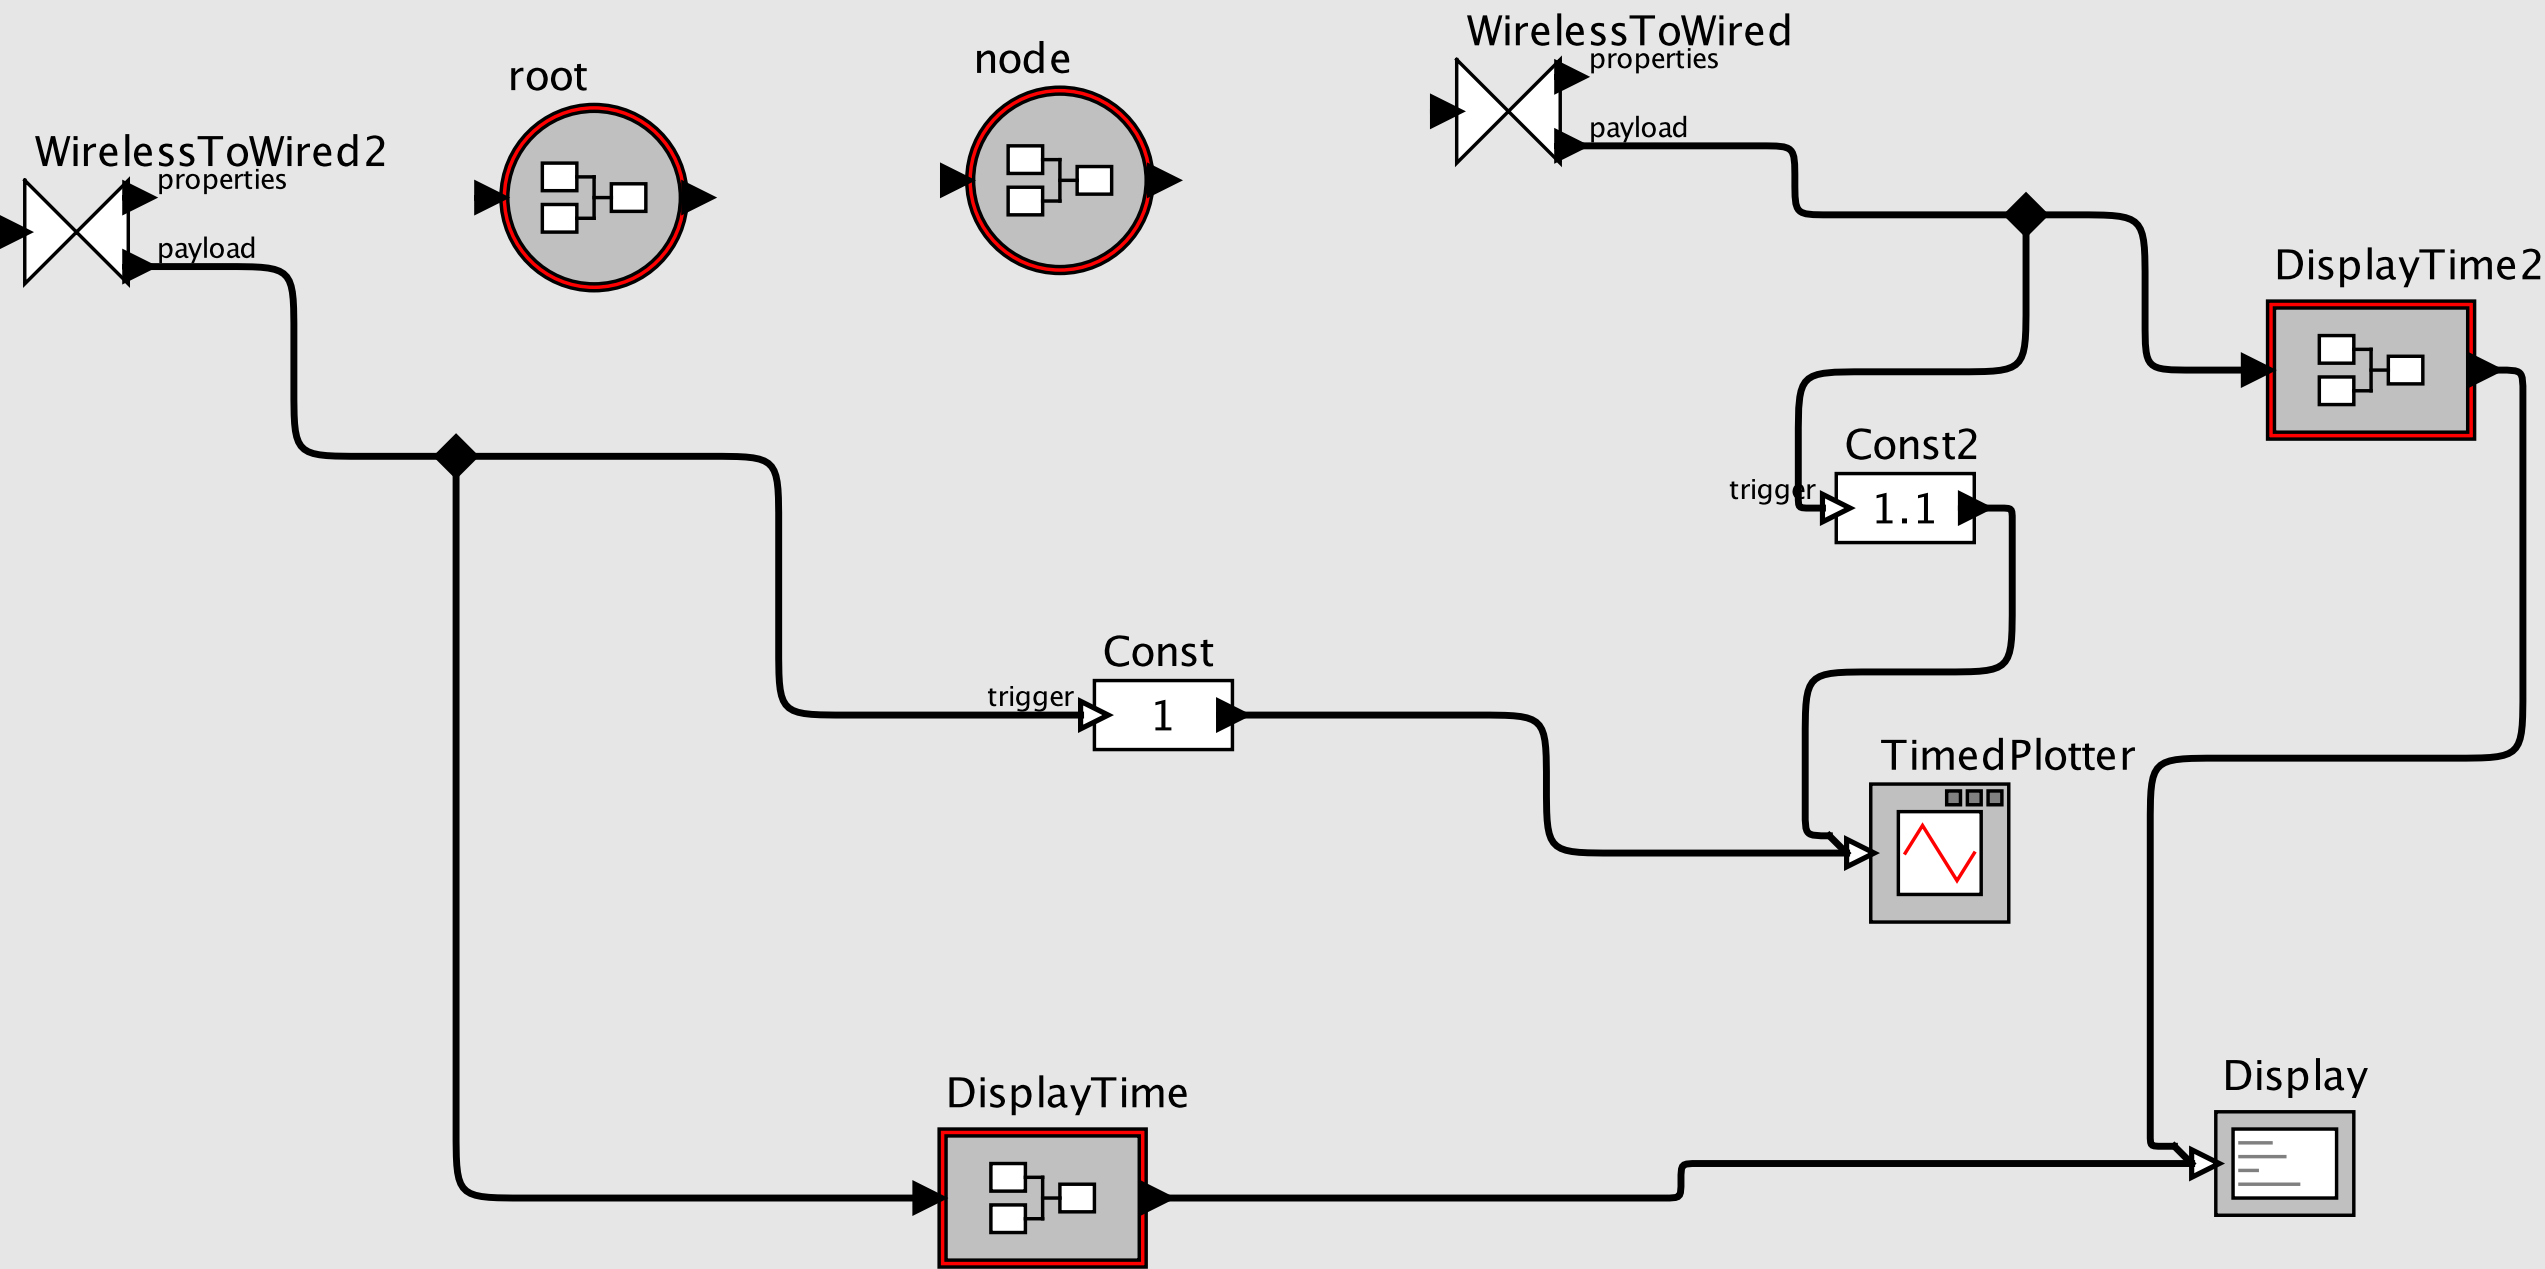 WirelessToWired
properties
payload
node
root
WirelessToWired2
properties
payload
DisplayTime2
Const2
trigger
1.1
Const
trigger
1
TimedPlotter
Display
DisplayTime